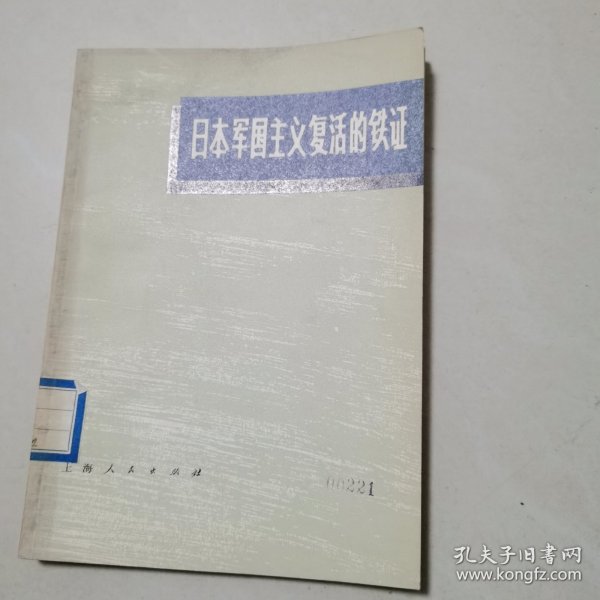 日本军国主义复活的铁证
上海人民出版社
00221
孔夫子旧书网
www.kongfz.com